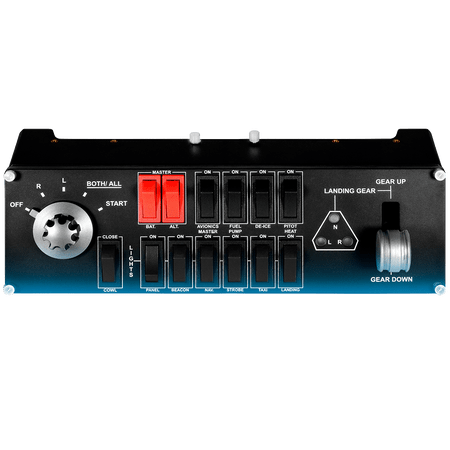 OFF
R
L
BOTH/ALL
START
MASTER
BAT.
ALT.
ON
ON
ON
ON
AVIONICS
MASTER
FUEL
PUMP
DE-ICE
PITOT
HEAT
CLOSE
COWL
LIGHTS
ON
ON
ON
ON
ON
ON
PANEL
BEACON
NAV.
STROBE
TAXI
LANDING
GEAR UP
LANDING GEAR
N
L R
GEAR DOWN